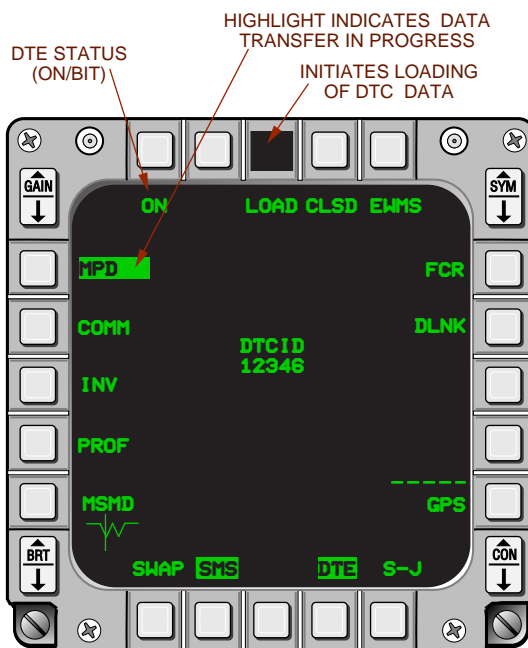 HIGHLIGHT INDICATES DATA
TRANSFER IN PROGRESS
DTE STATUS
(ON/BIT)
INITIATES LOADING
OF DTC DATA
GAIN
SYM
ON LOAD CLSD EWMS
MPD FCR
COMM DLNK
DTCID
12346
INV
PROF
MSMD GPS
BRT
CON
SWAP SMS DTE S-J